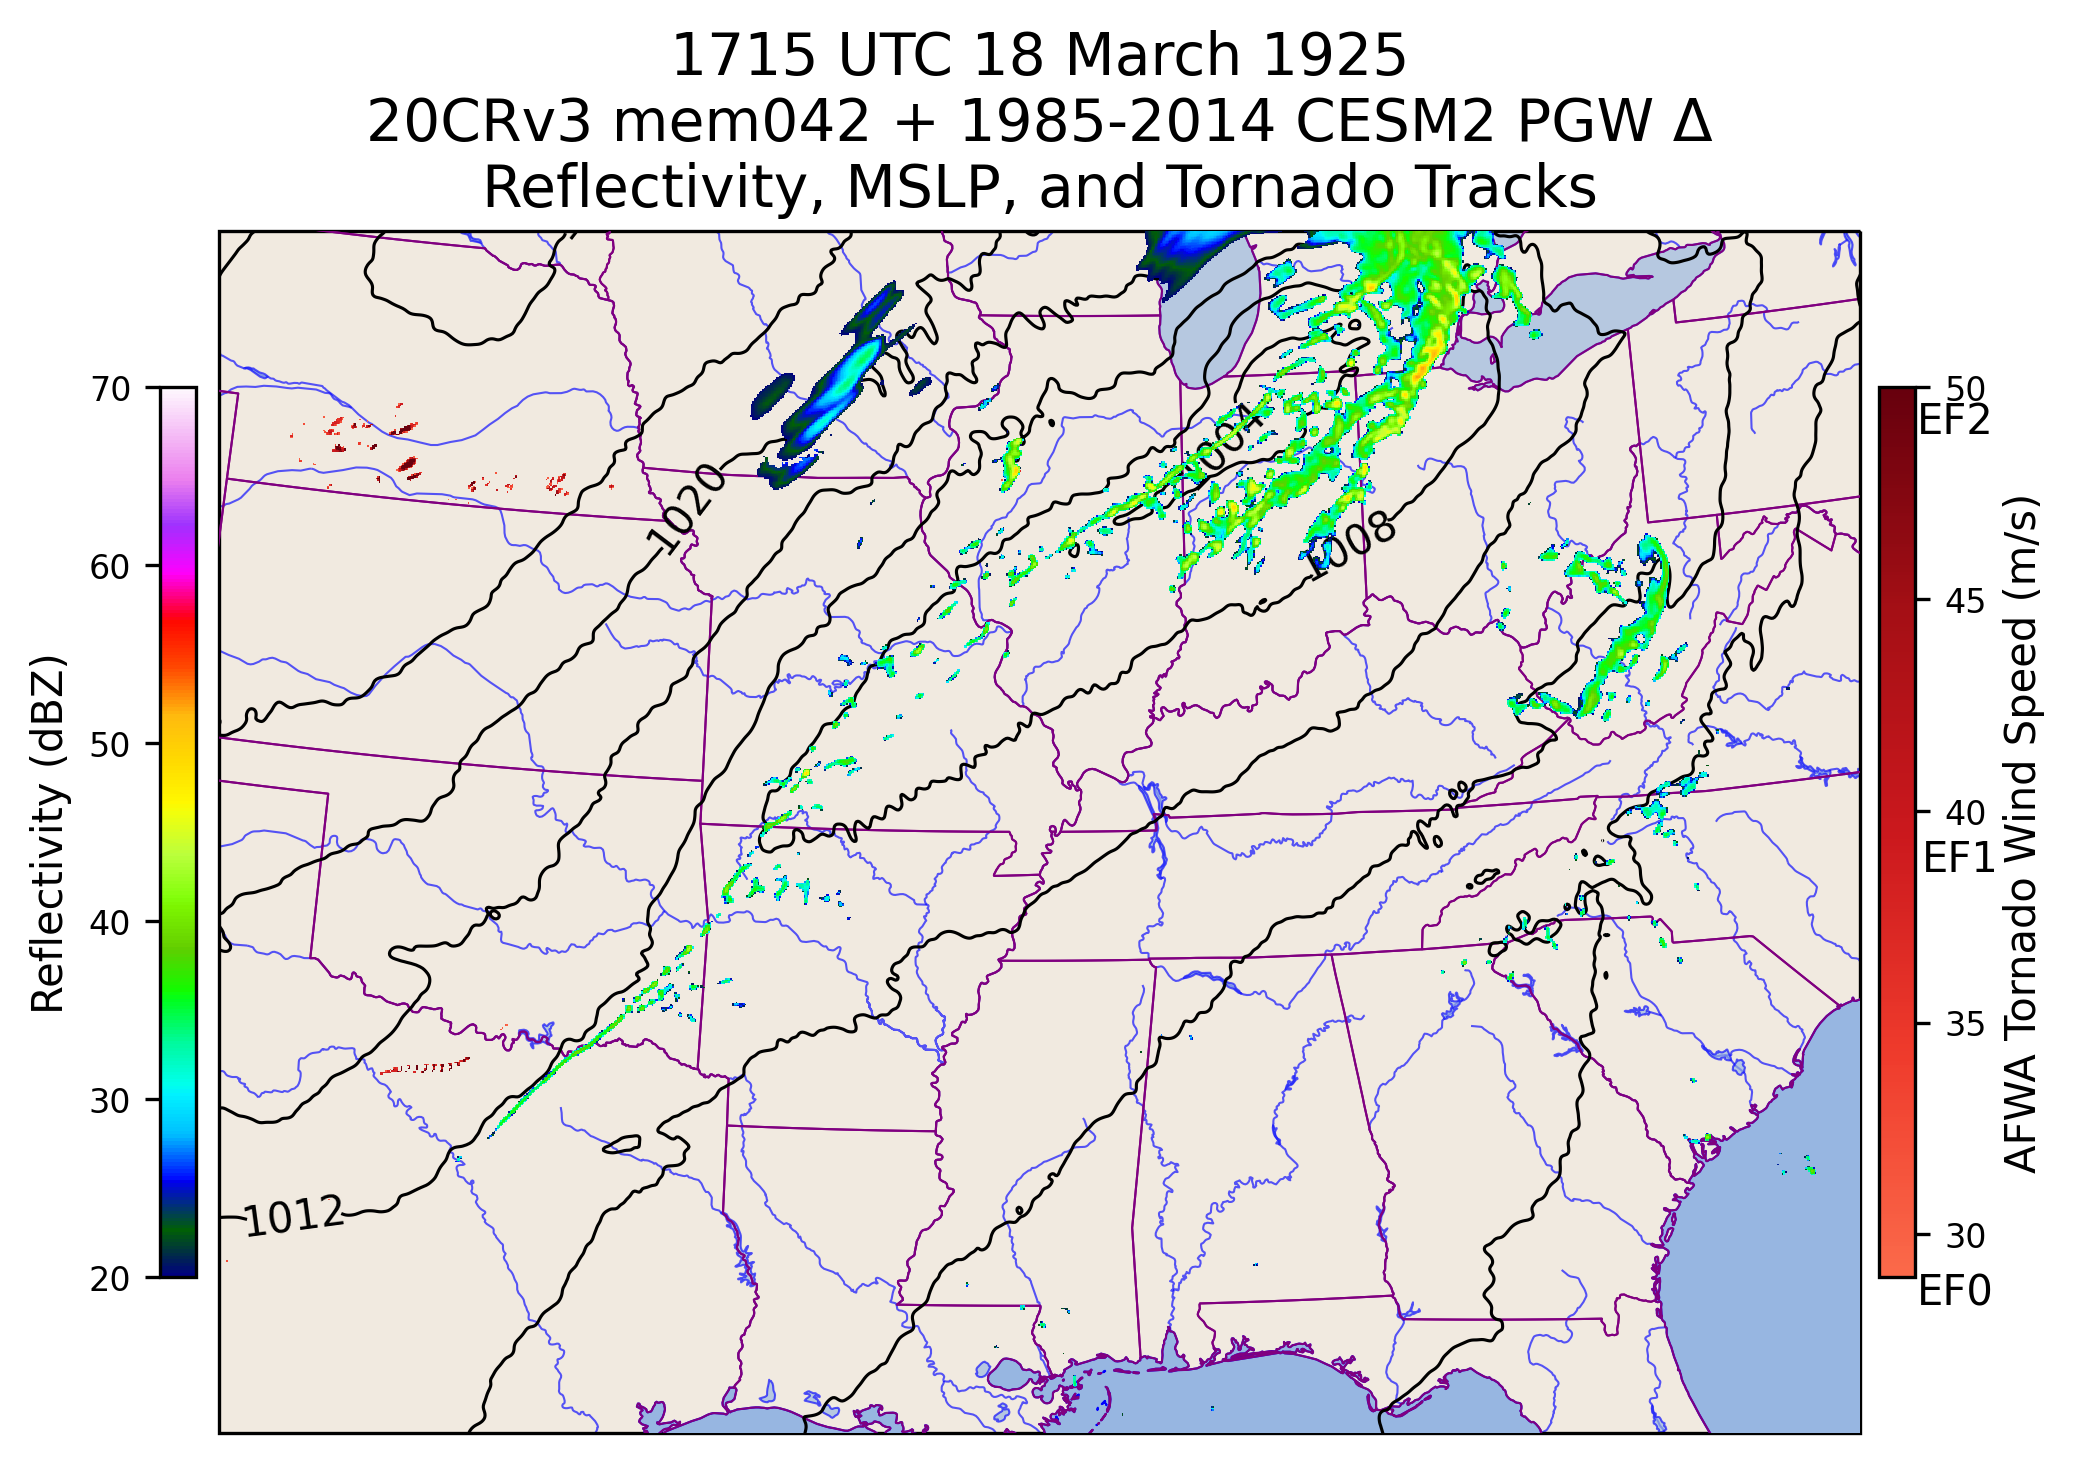 1715 UTC 18 March 1925
20CRv3 mem042 + 1985-2014 CESM2 PGW Δ
Reflectivity, MSLP, and Tornado Tracks
70
60
50
40
30
20
Reflectivity (dBZ)
1020
1004
1008
1012
50
EF2
45
40
EF1
35
30
EF0
AFWA Tornado Wind Speed (m/s)